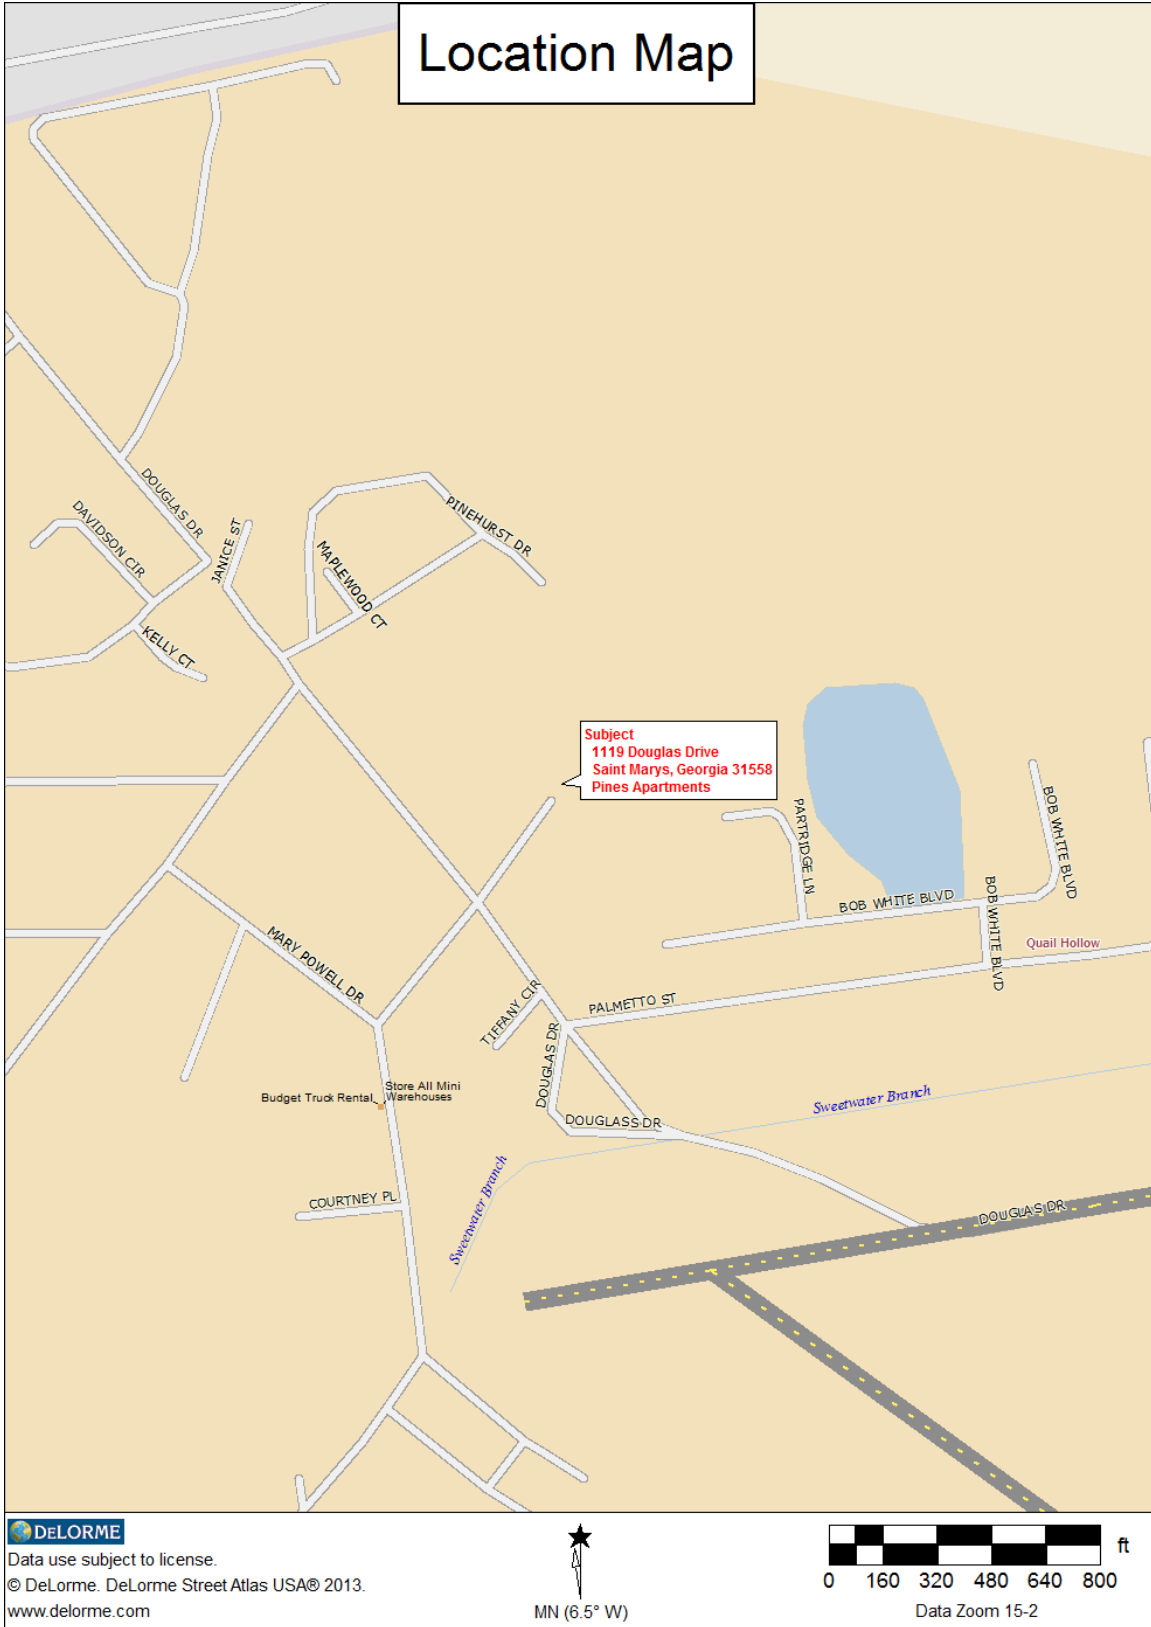 Location Map
DOUGLAS DR
DAVIDSON CIR
JANICE ST
PINEHURST DR
MAPLEWOOD CT
KELLY CT
Subject
1119 Douglas Drive
Saint Marys, Georgia 31558
Pines Apartments
PARTRIDGE LN
BOB WHITE BLVD
BOB WHITE BLVD
BOB WHITE BLVD
Quail Hollow
MARY POWELL DR
TIFFANY CIR
PALMETTO ST
DOUGLAS DR
Budget Truck Rental
Store All Mini
Warehouses
DOUGLASS DR
Sweetwater Branch
Sweetwater Branch
COURTNEY PL
DOUGLAS DR
DELORME
Data use subject to license.
© DeLorme. DeLorme Street Atlas USA® 2013.
www.delorme.com
MN (6.5° W)
ft
0 160 320 480 640 800
Data Zoom 15-2